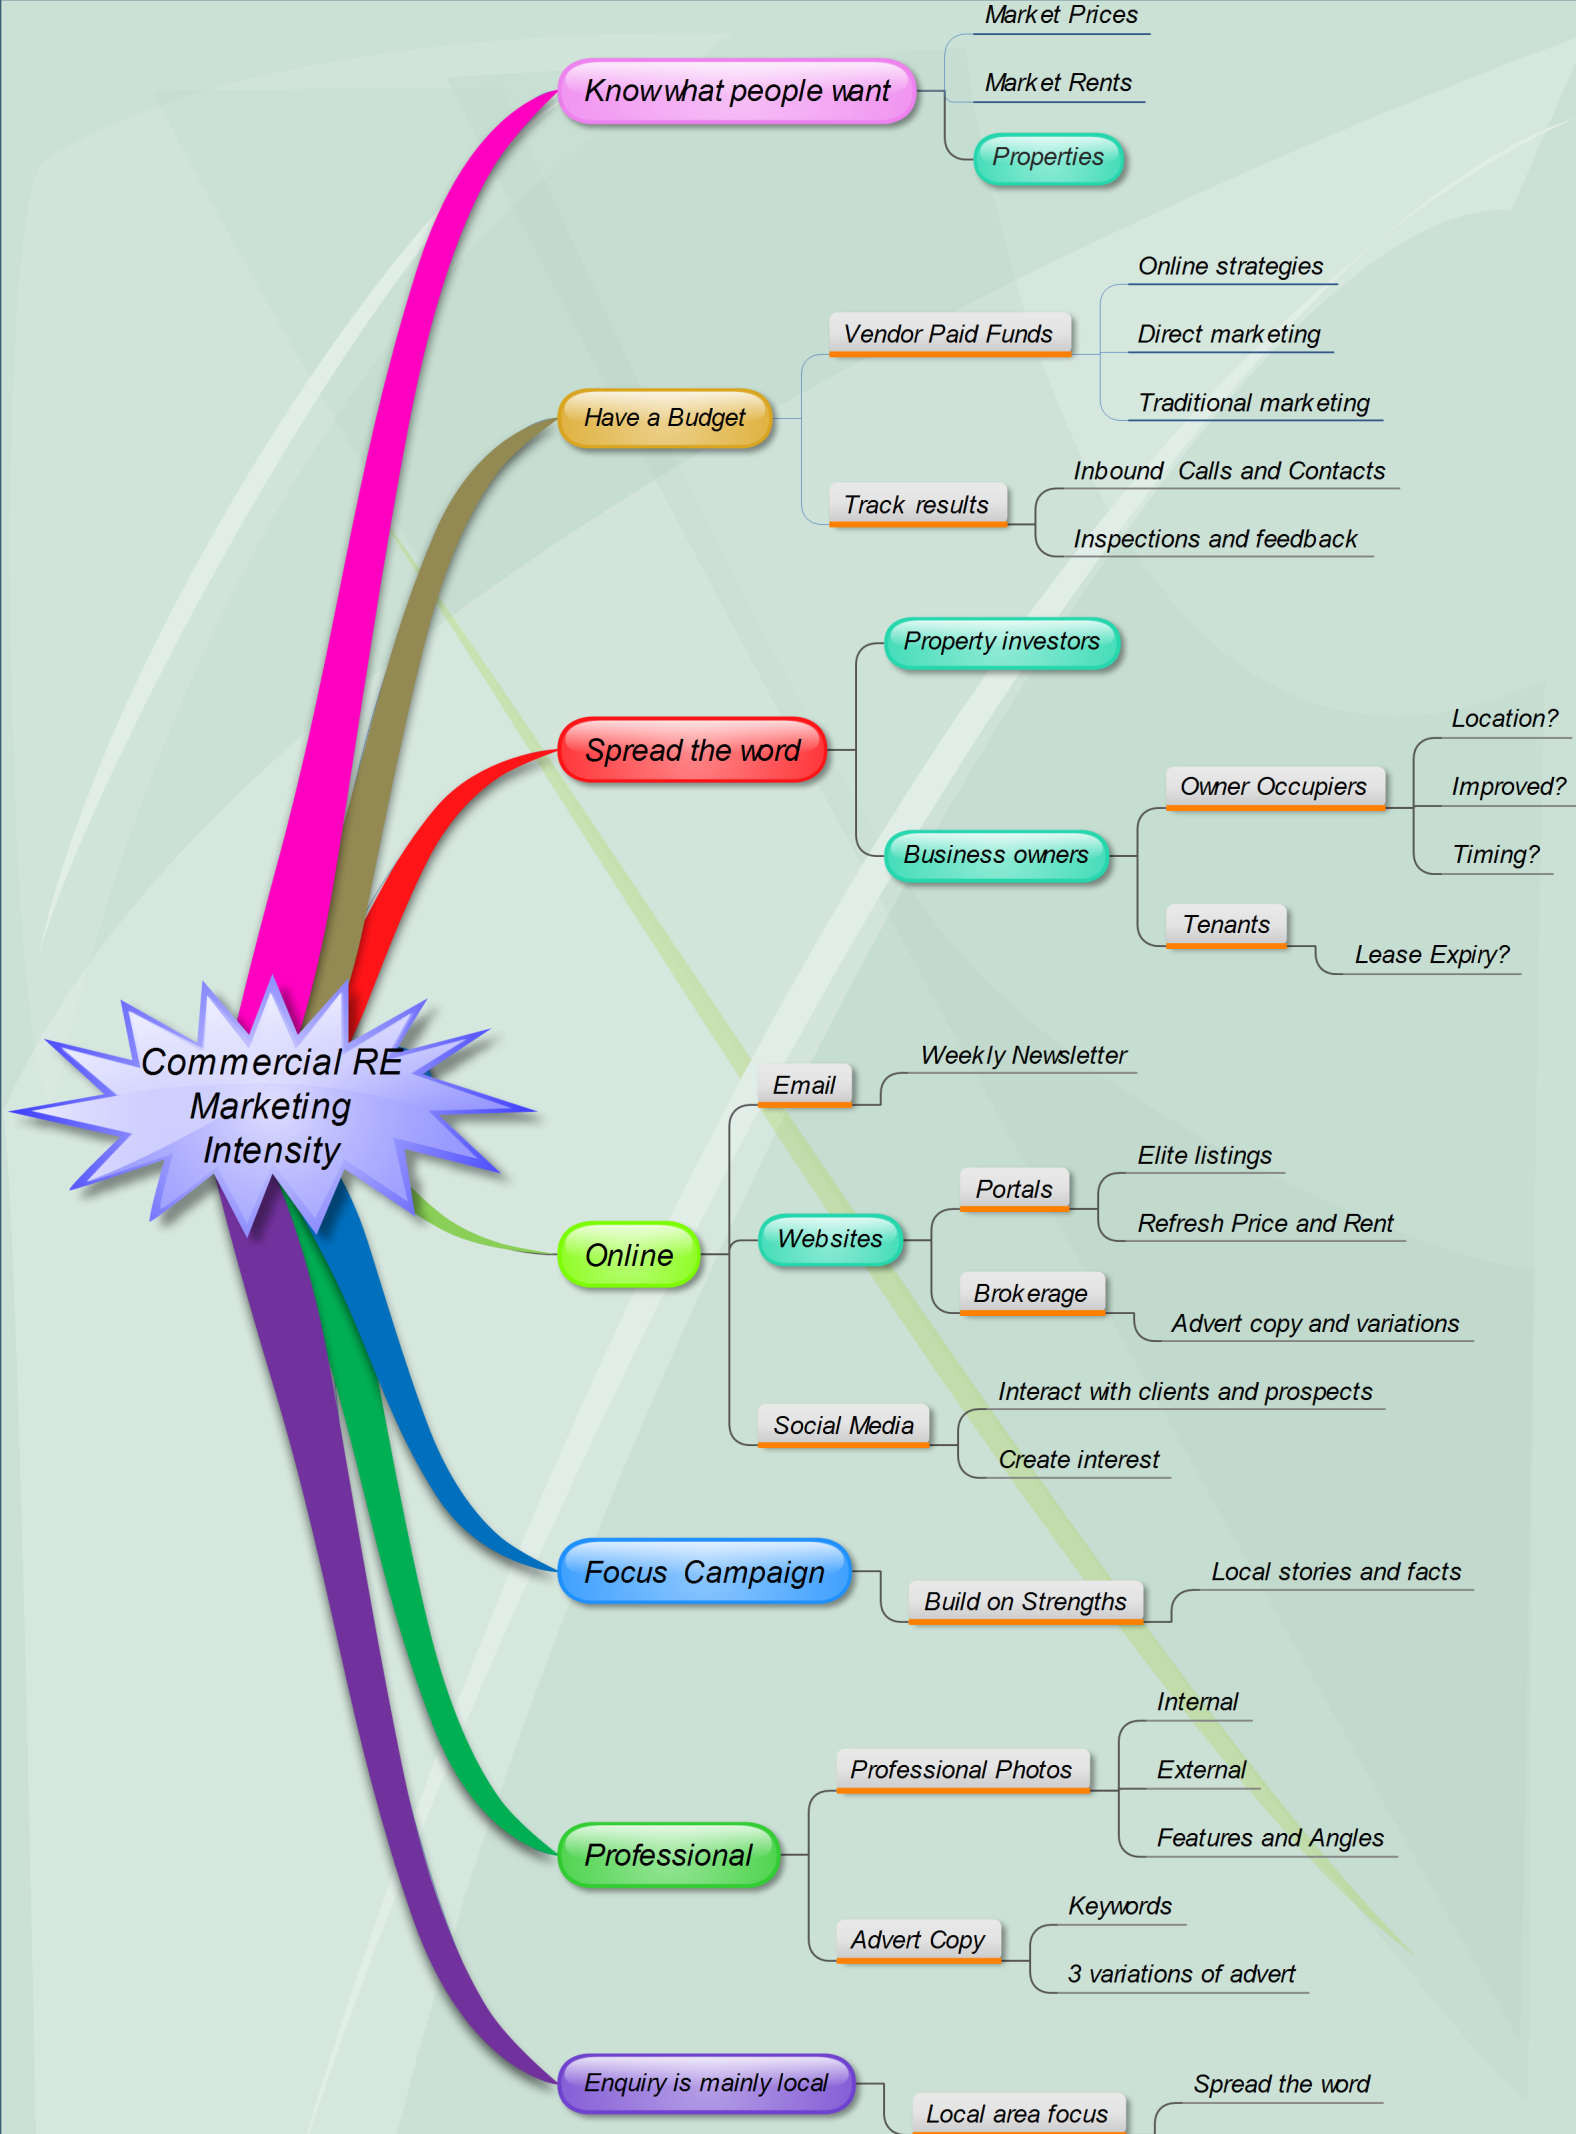 Market Prices
Know what people want
Market Rents
Properties
Online strategies
Vendor Paid Funds
Direct marketing
Have a Budget
Traditional marketing
Inbound Calls and Contacts
Track results
Inspections and feedback
Property investors
Spread the word
Location?
Owner Occupiers
Improved?
Business owners
Timing?
Tenants
Lease Expiry?
Commercial RE
Marketing
Intensity
Weekly Newsletter
Email
Elite listings
Portals
Refresh Price and Rent
Websites
Online
Brokerage
Advert copy and variations
Interact with clients and prospects
Social Media
Create interest
Focus Campaign
Build on Strengths
Local stories and facts
Internal
Professional Photos
External
Features and Angles
Professional
Keywords
Advert Copy
3 variations of advert
Enquiry is mainly local
Spread the word
Local area focus